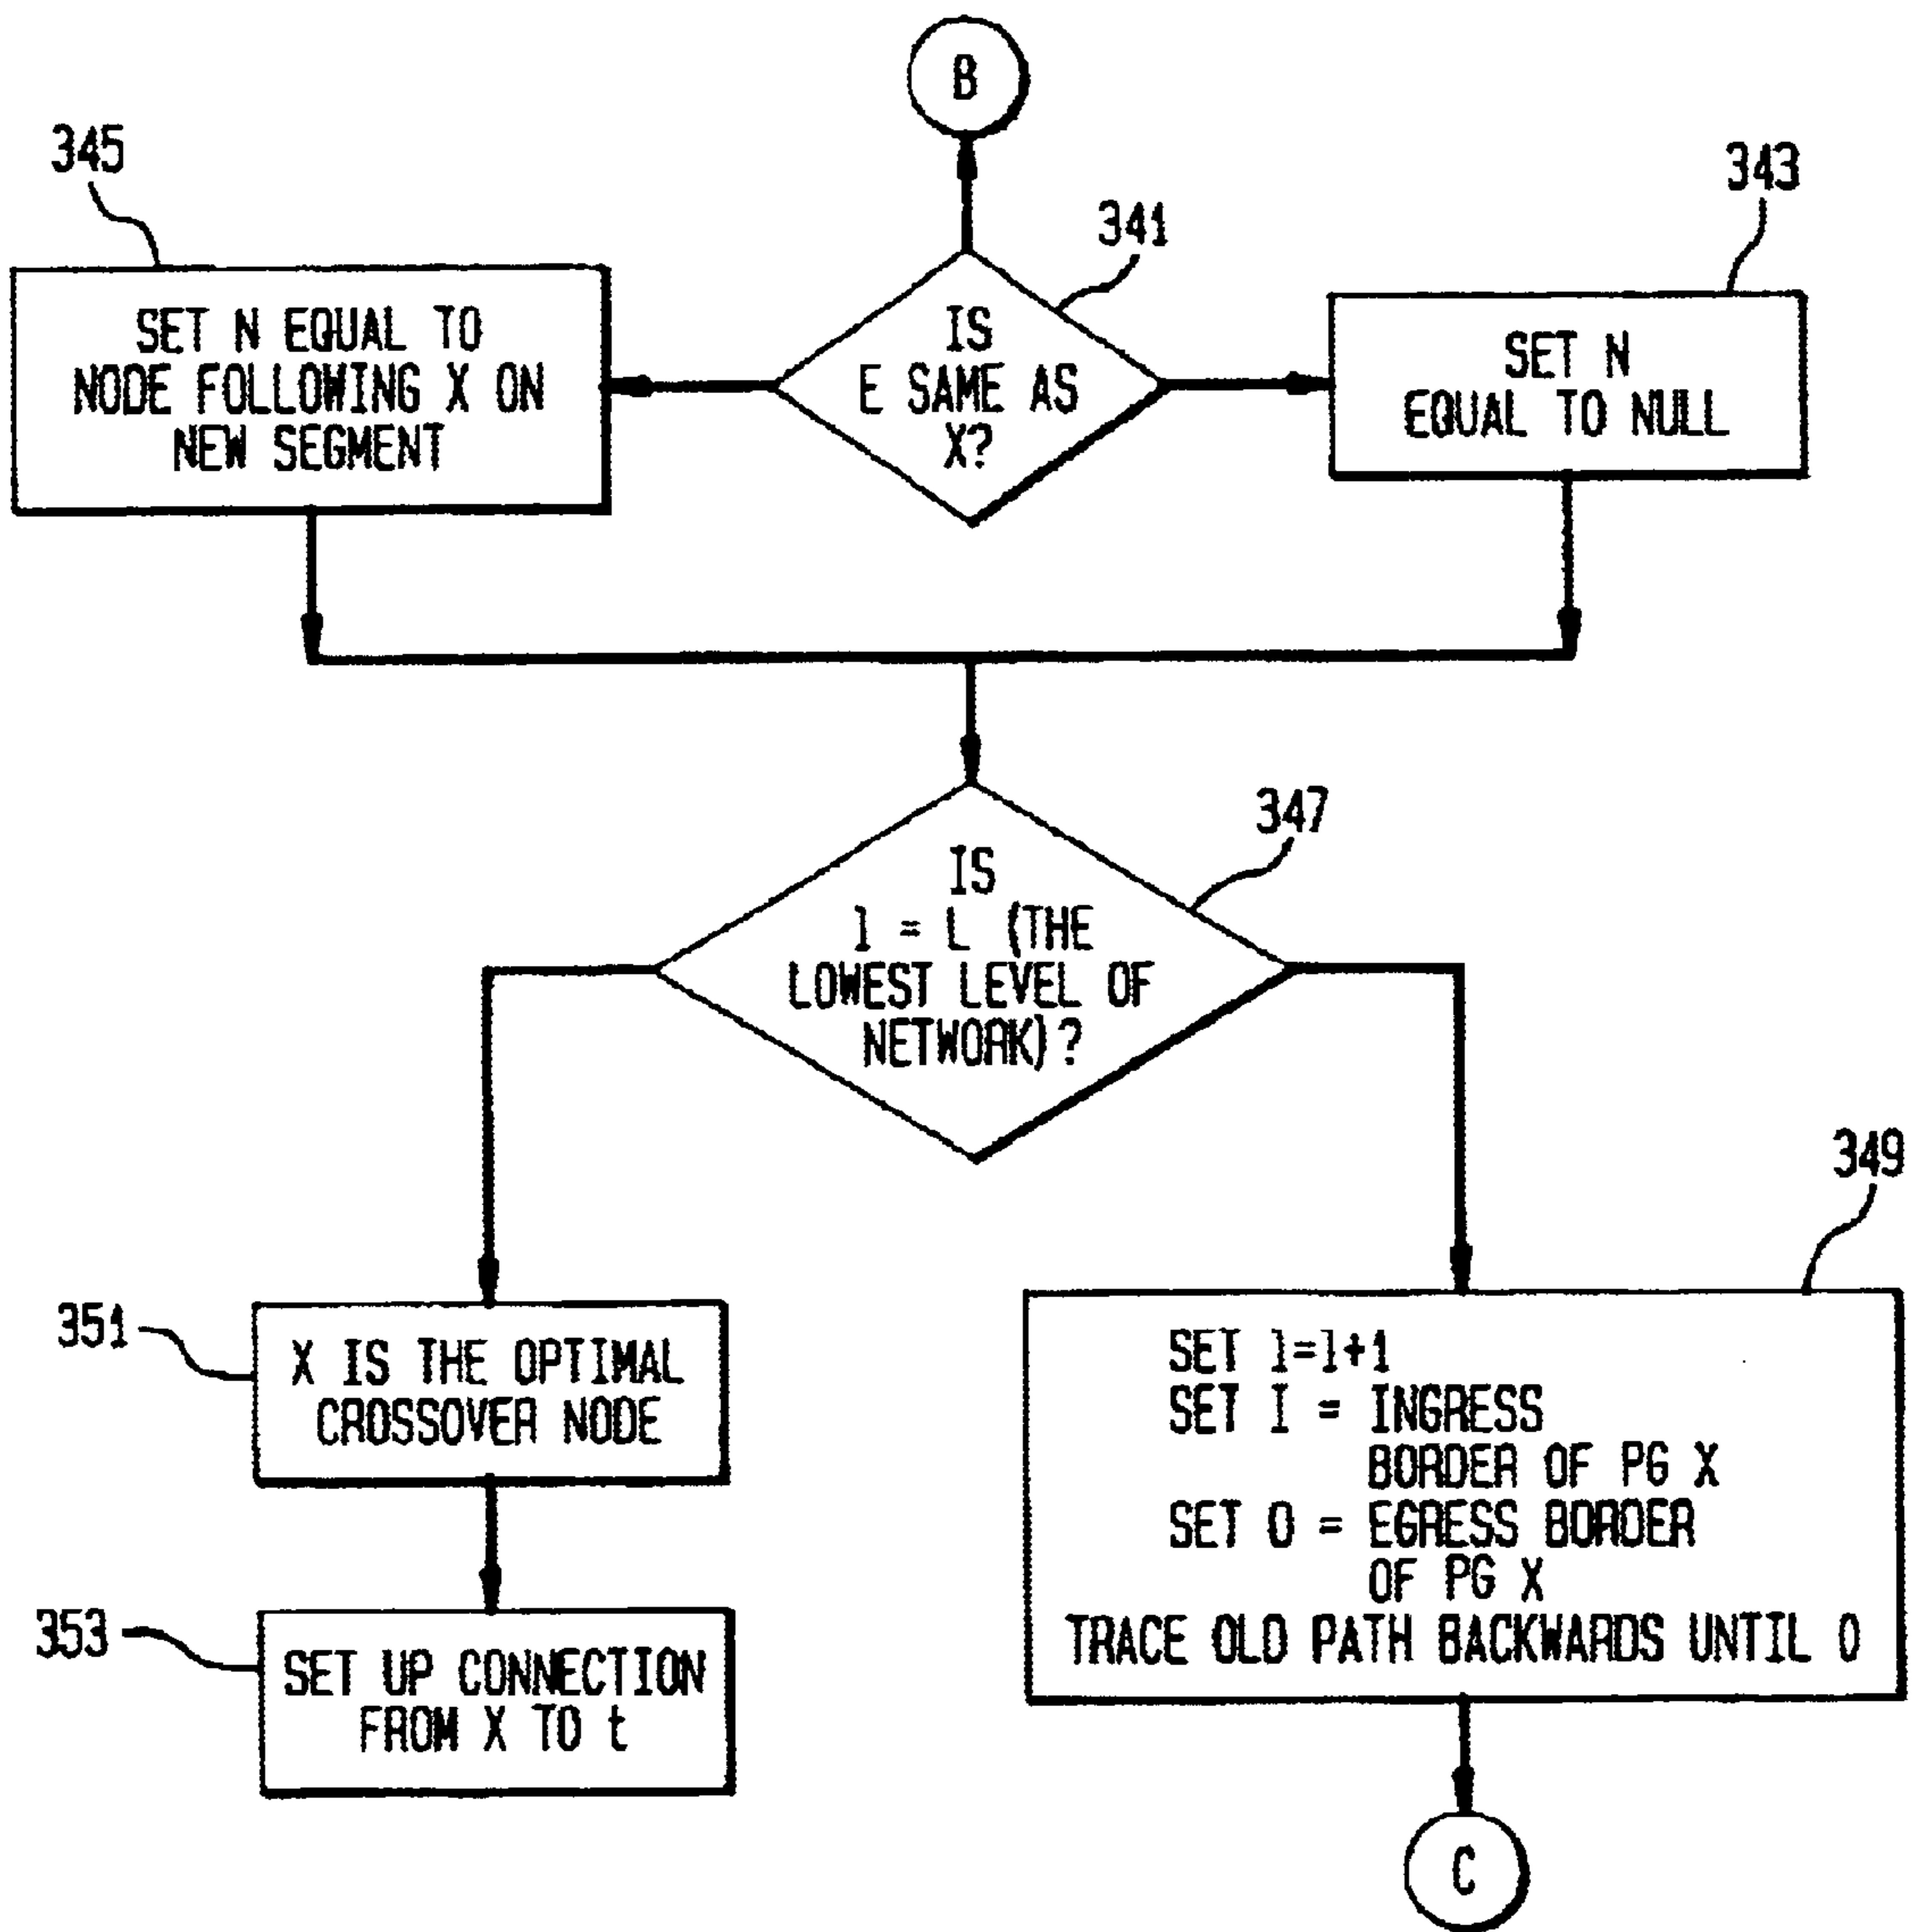 B
345
343
341
SET N EQUAL TO
NODE FOLLOWING X ON
NEW SEGMENT
IS
E SAME AS
X?
SET N
EQUAL TO NULL
347
IS
l = L (THE
LOWEST LEVEL OF
NETWORK)?
349
351
X IS THE OPTIMAL
CROSSOVER NODE
SET l=l+1
SET I = INGRESS
BORDER OF PG X
SET O = EGRESS BORDER
OF PG X
TRACE OLD PATH BACKWARDS UNTIL O
353
SET UP CONNECTION
FROM X TO t
C